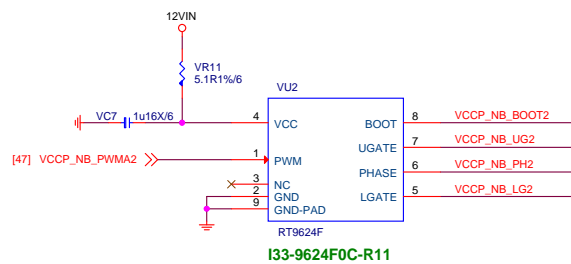 12VIN
VR11
5.1R1%/6
VU2
VC7 1u16X/6
4 VCC BOOT 8 VCCP_NB_BOOT2
UGATE 7 VCCP_NB_UG2
[47] VCCP_NB_PWMA2 1 PWM
PHASE 6 VCCP_NB_PH2
3 NC
2 GND LGATE 5 VCCP_NB_LG2
9 GND-PAD
RT9624F
I33-9624F0C-R11